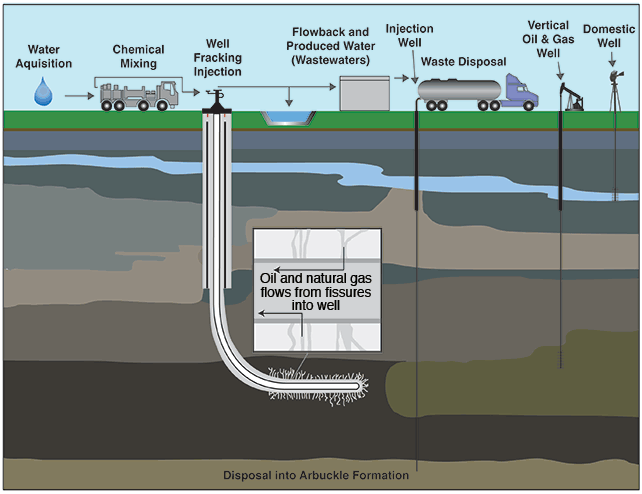 Water
Aquisition
Chemical
Mixing
Well
Fracking
Injection
Flowback and
Produced Water
(Wastewaters)
Injection
Well
Waste Disposal
Vertical
Oil & Gas
Well
Domestic
Well
Oil and natural gas
flows from fissures
into well
Disposal into Arbuckle Formation